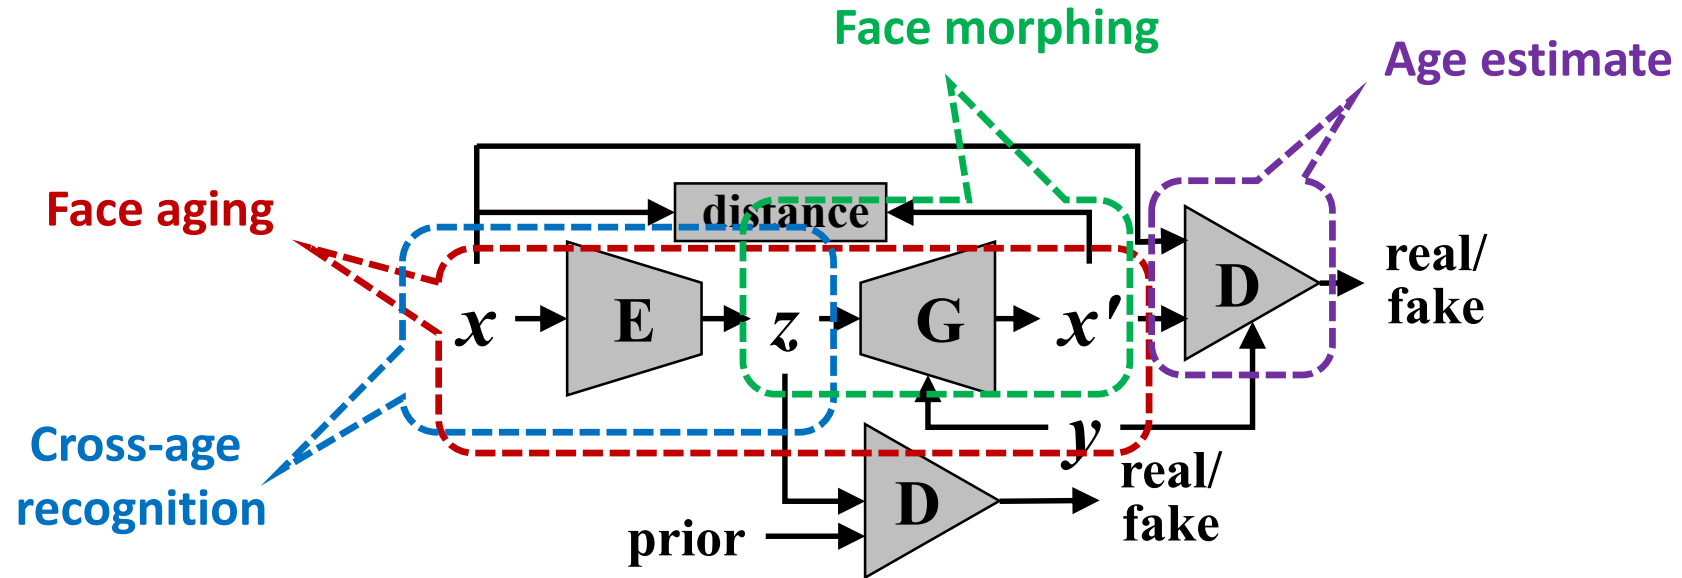 Face morphing
Age estimate
Face aging
distance
x
E
z
G
x'
D
real/
fake
Cross-age
recognition
y
D
real/
fake
prior